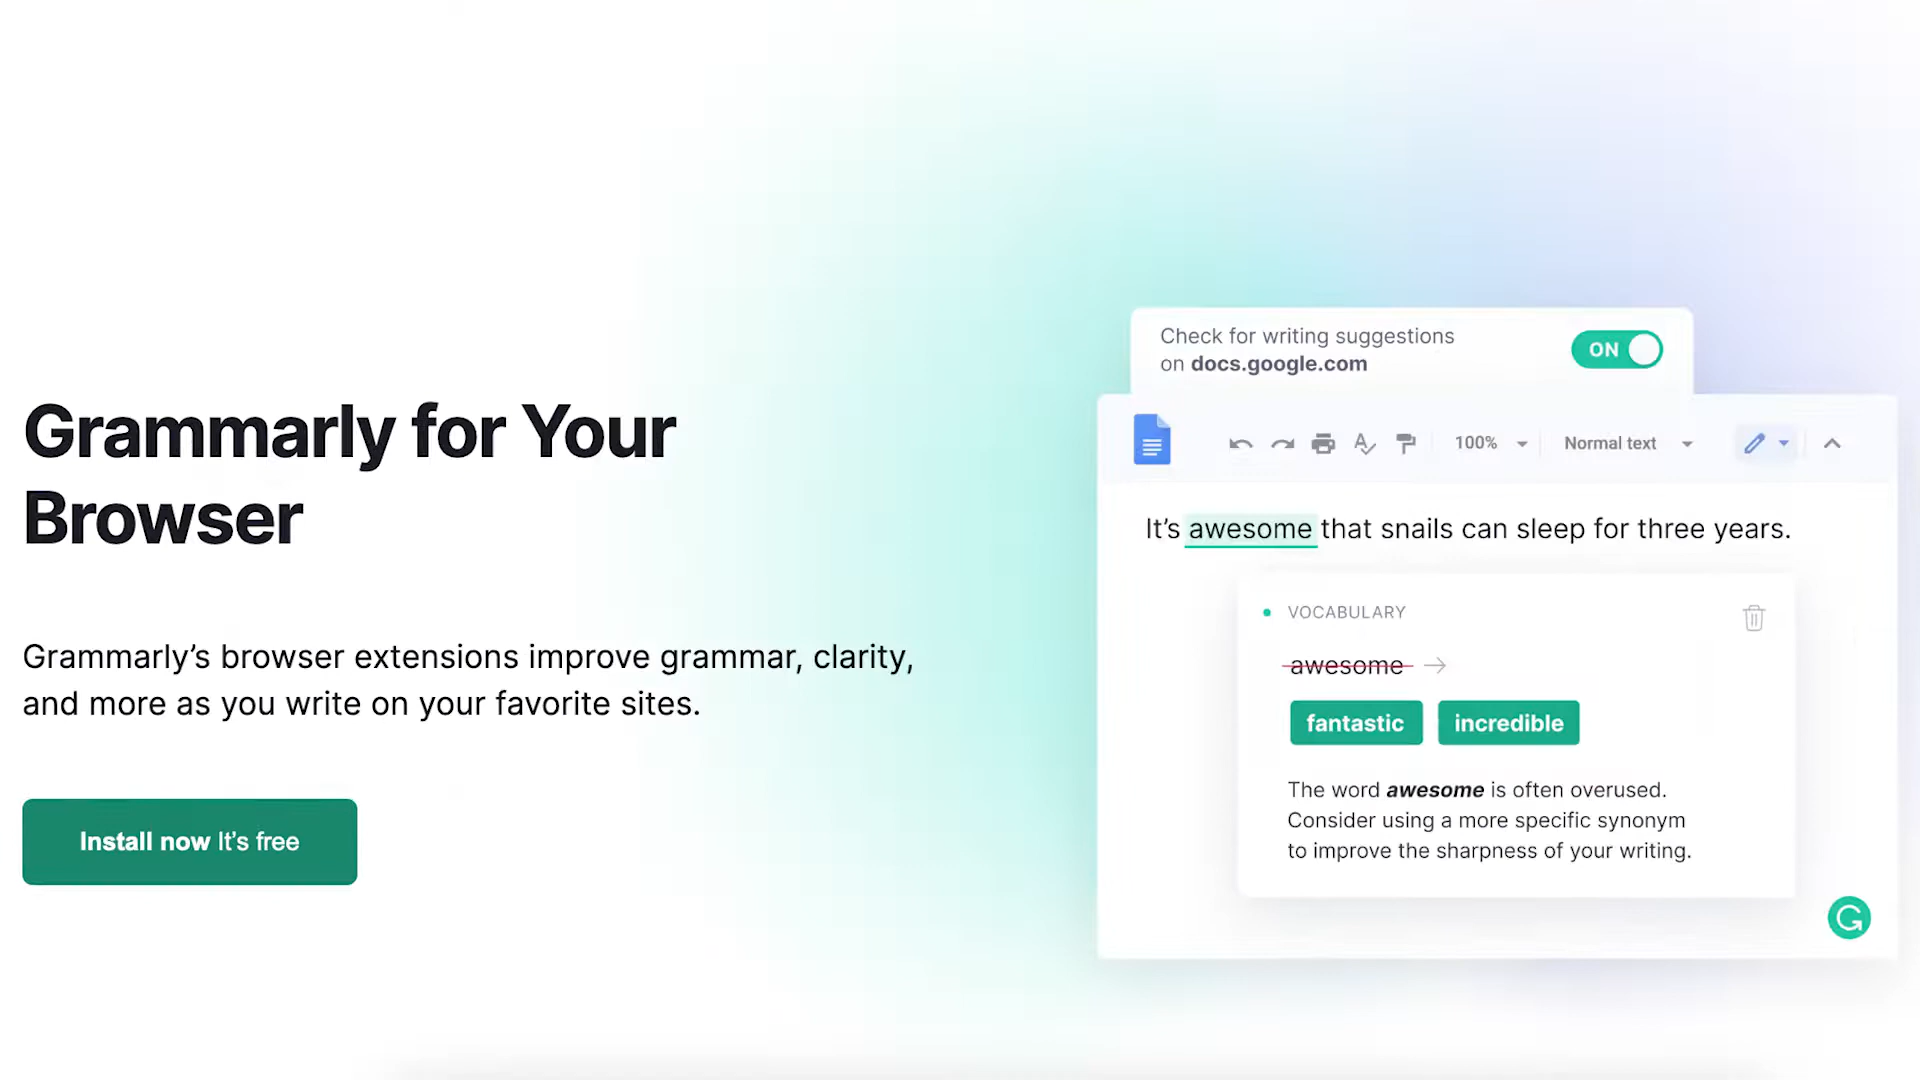 Grammarly for Your
Browser
Grammarly’s browser extensions improve grammar, clarity,
and more as you write on your favorite sites.
Install now It’s free
Check for writing suggestions
on docs.google.com
ON
100%
Normal text
It’s awesome that snails can sleep for three years.
VOCABULARY
awesome
fantastic incredible
The word awesome is often overused.
Consider using a more specific synonym
to improve the sharpness of your writing.